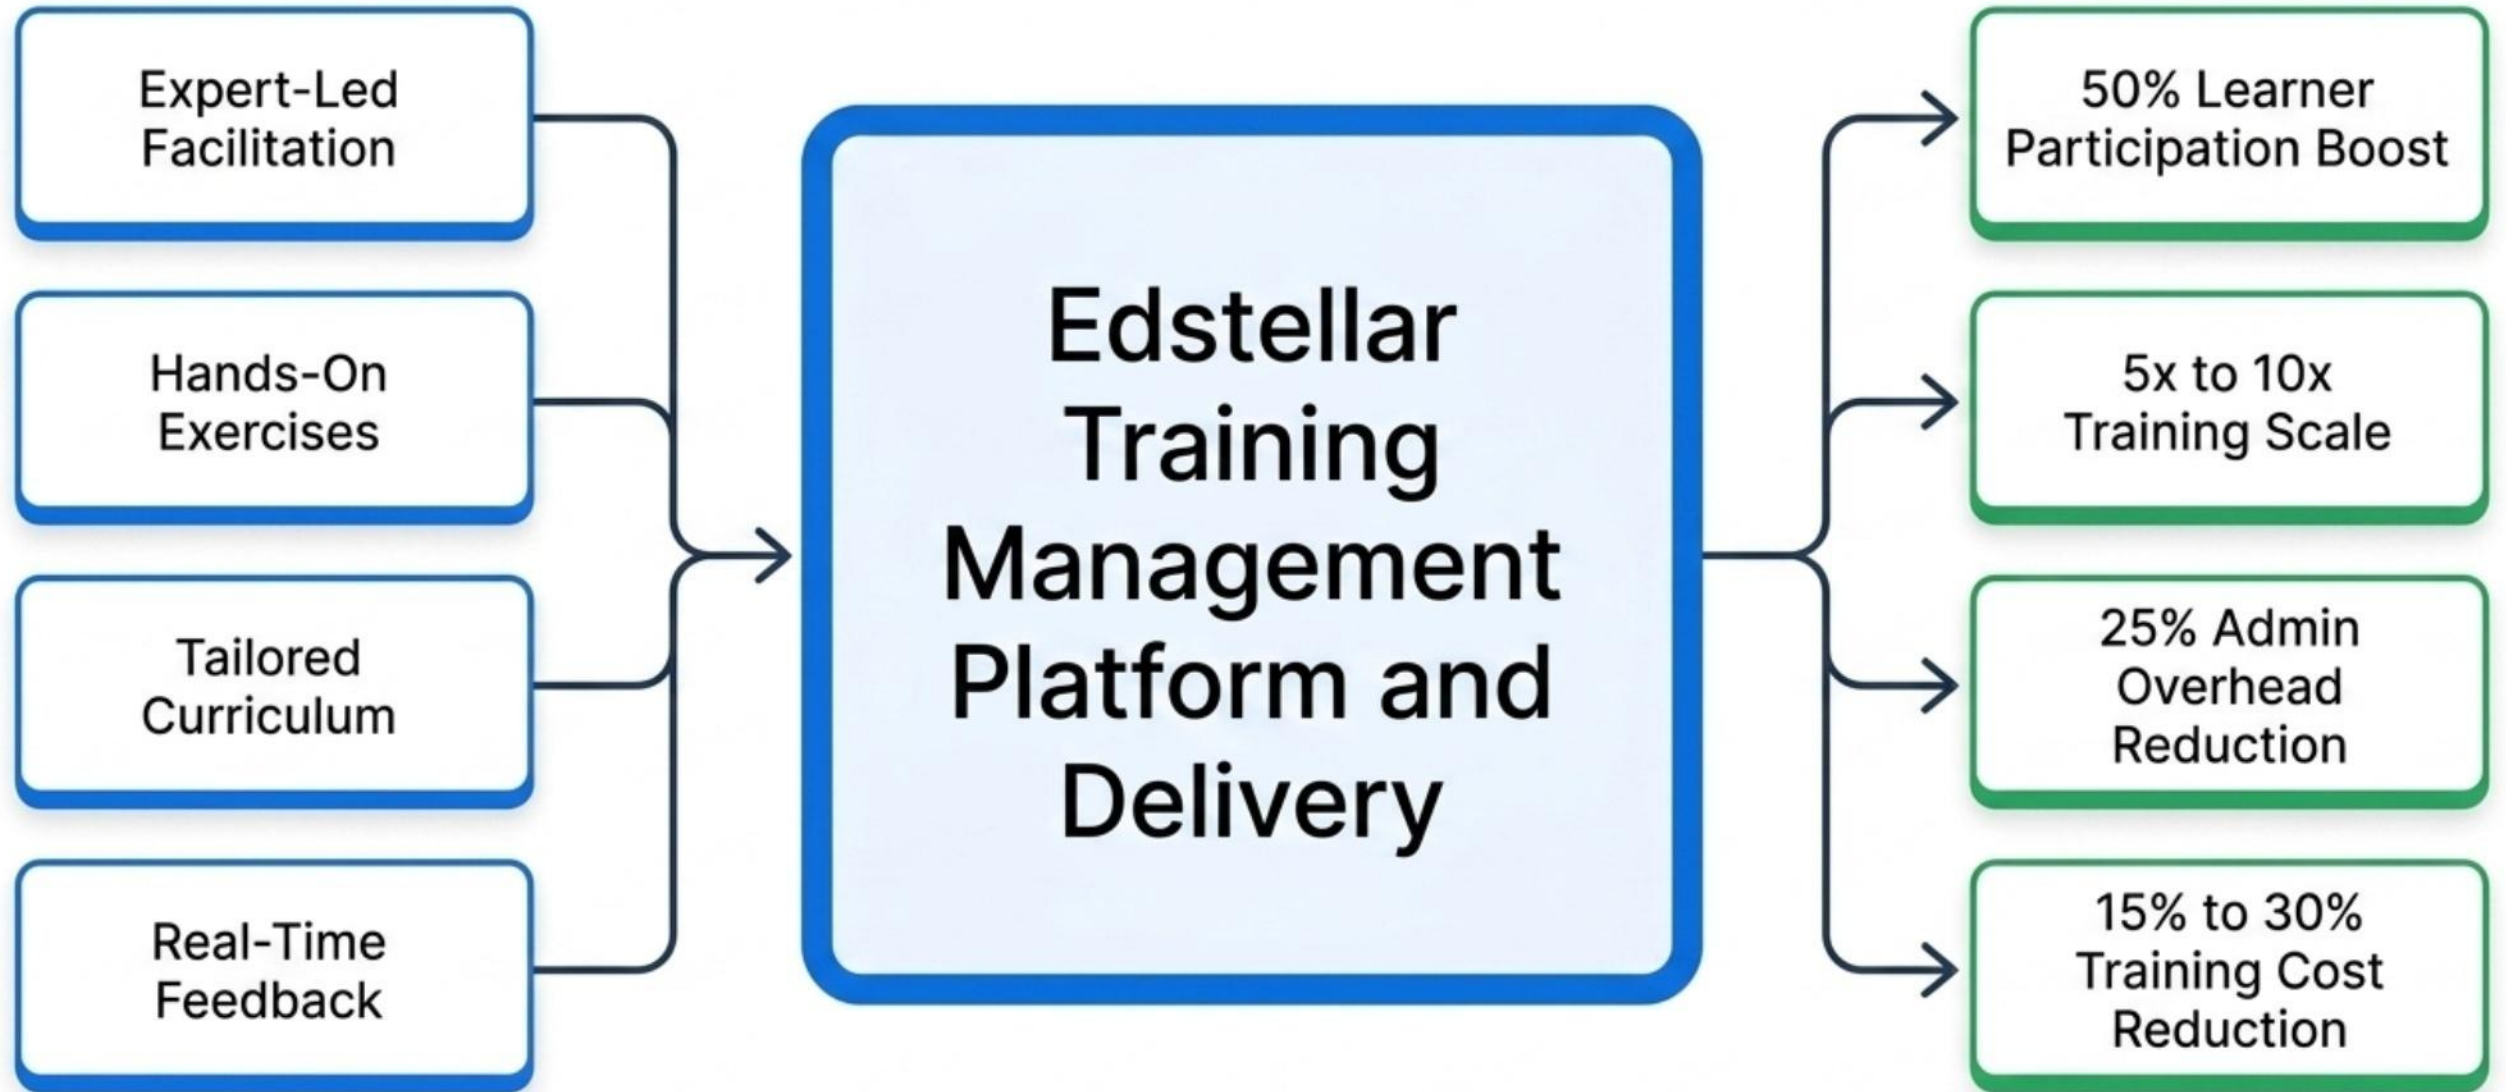 Expert-Led
Facilitation
Hands-On
Exercises
Tailored
Curriculum
Real-Time
Feedback
Edstellar
Training
Management
Platform and
Delivery
50% Learner
Participation Boost
5x to 10x
Training Scale
25% Admin
Overhead
Reduction
15% to 30%
Training Cost
Reduction